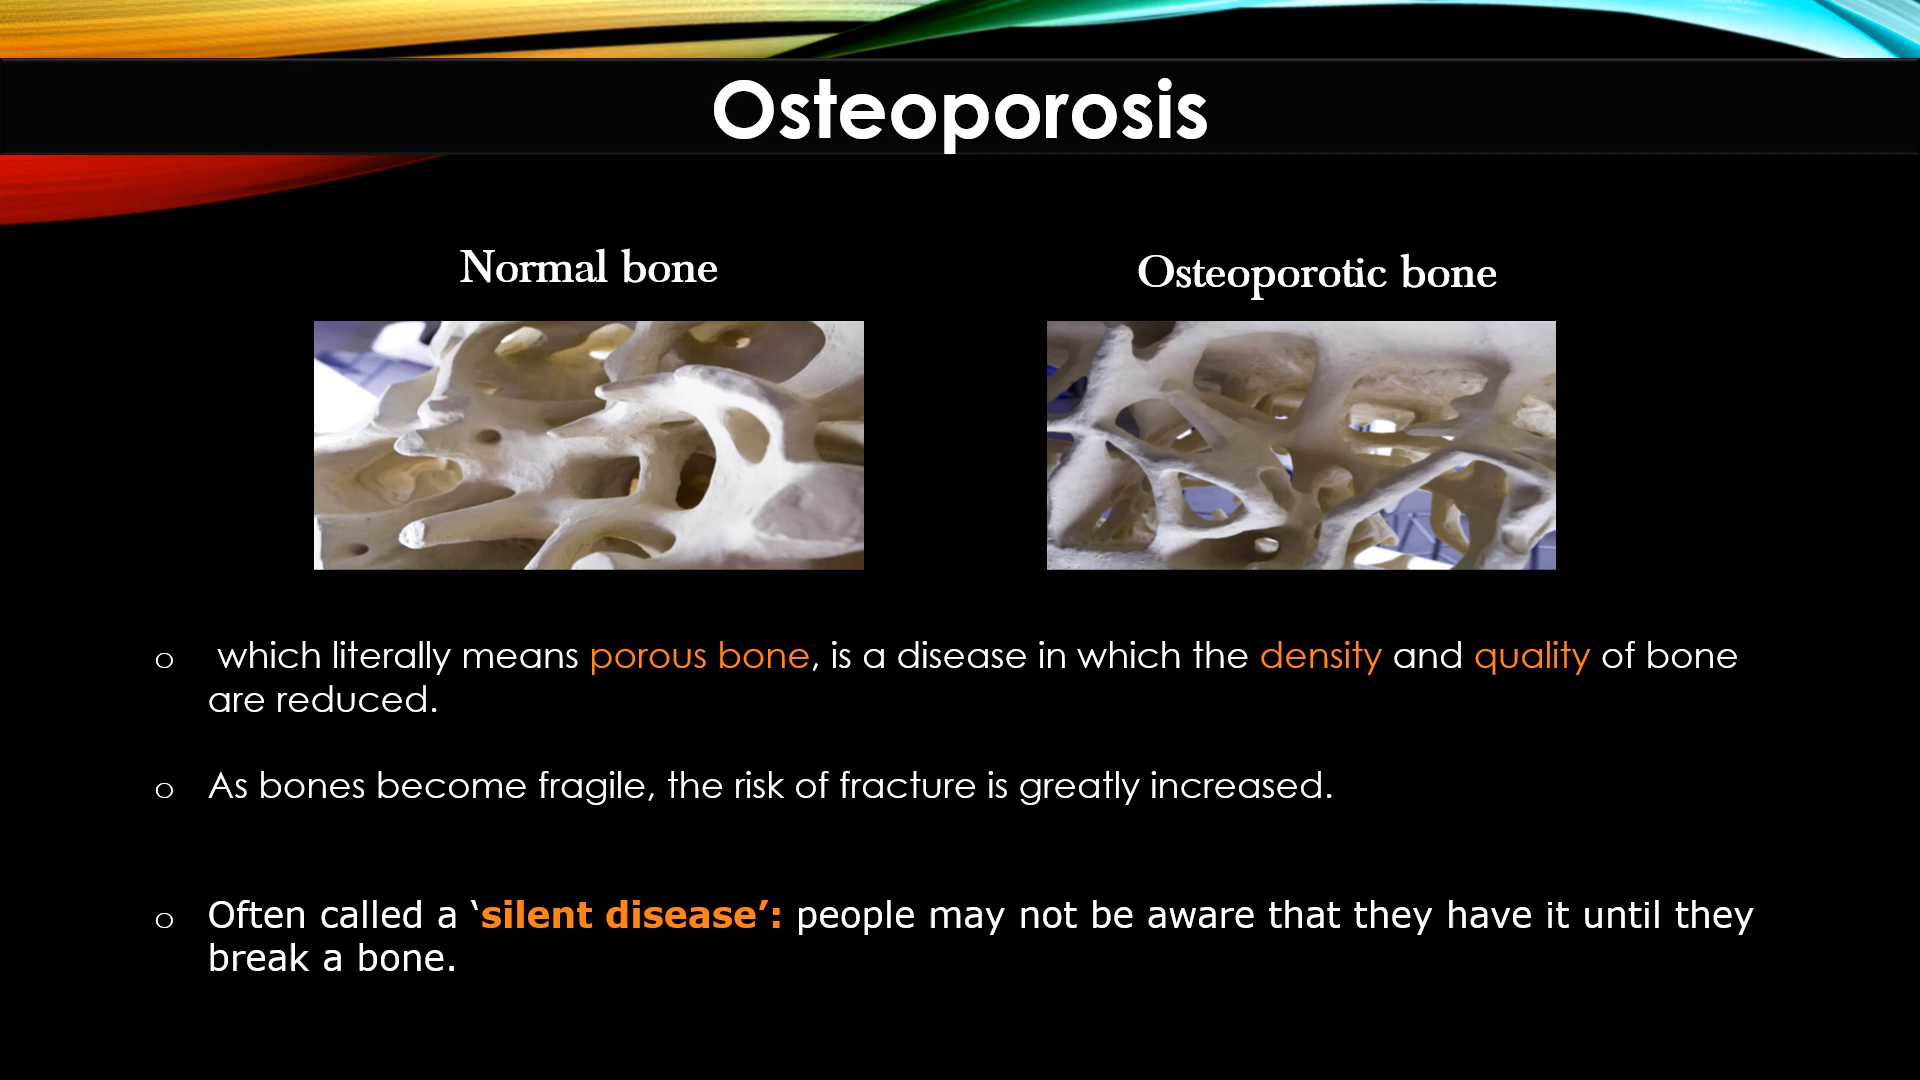 Osteoporosis
Normal bone
Osteoporotic bone
o which literally means porous bone, is a disease in which the density and quality of bone
are reduced.
o As bones become fragile, the risk of fracture is greatly increased.
o Often called a ‘silent disease’: people may not be aware that they have it until they
break a bone.